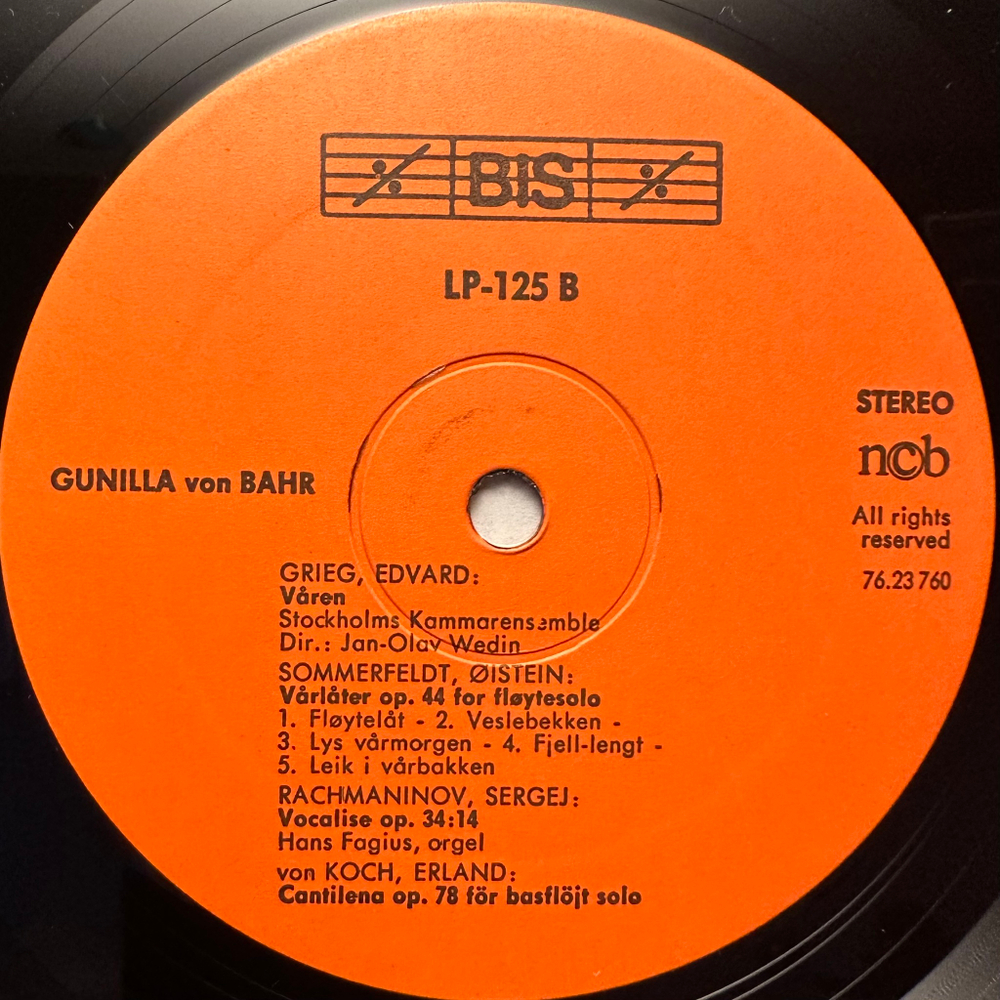 BIS
LP-125 B
STEREO
ncb
All rights
reserved
76.23 760
GUNILLA von BAHR
GRIEG, EDVARD:
Våren
Stockholms Kammarensemble
Dir.: Jan-Olav Wedin
SOMMERFELDT, ØISTEIN:
Vårlåter op. 44 for fløytesolo
1. Fløytelåt - 2. Veslebekken -
3. Lys vårmorgen - 4. Fjell-lengt -
5. Leik i vårbakken
RACHMANINOV, SERGEJ:
Vocalise op. 34:14
Hans Fagius, orgel
von KOCH, ERLAND:
Cantilena op. 78 för basflöjt solo